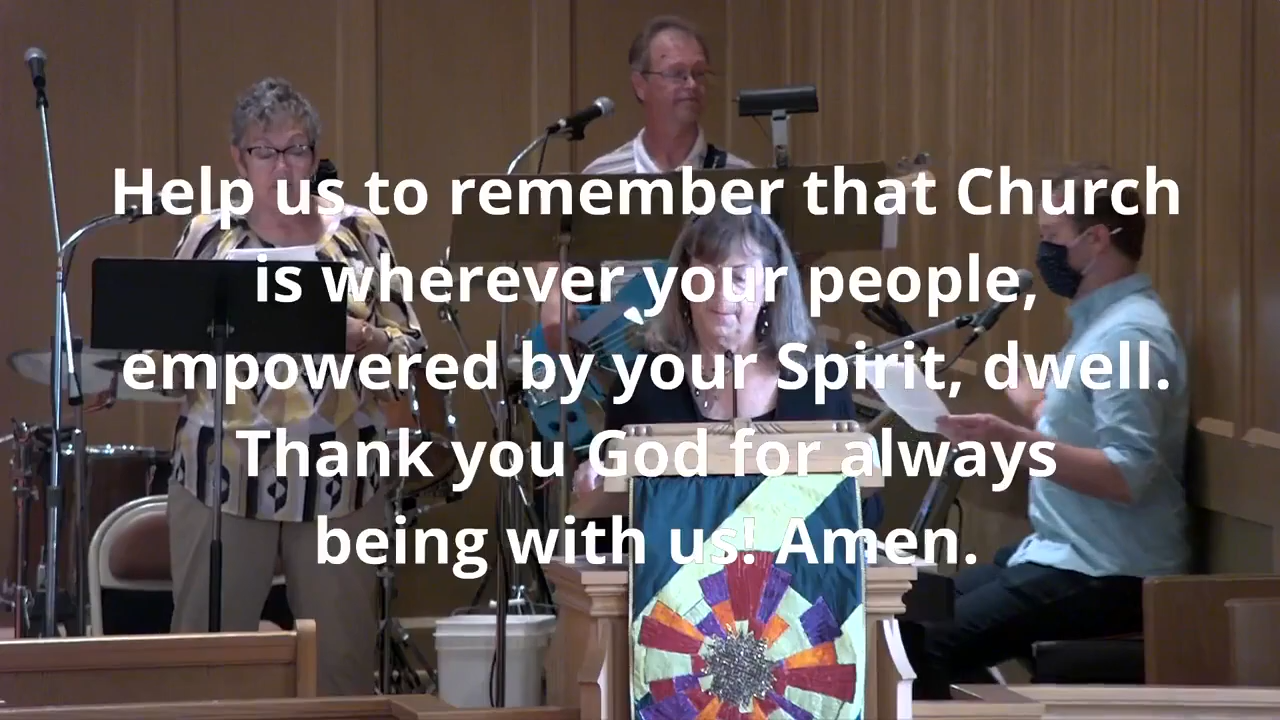 Help us to remember that Church
is wherever your people,
empowered by your Spirit, dwell.
Thank you God for always
being with us! Amen.